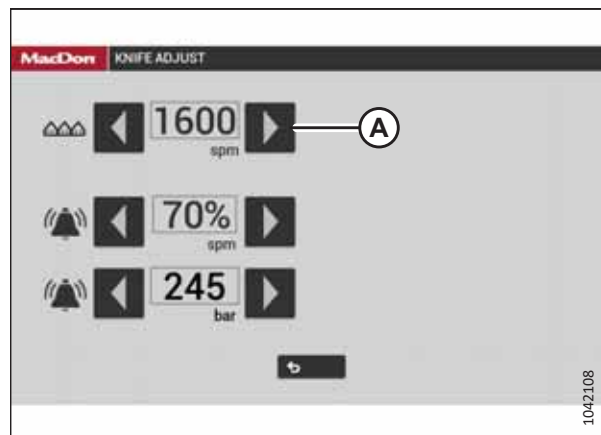 MacDon KNIFE ADJUST
1600
spm
A
70%
spm
245
bar
1042108